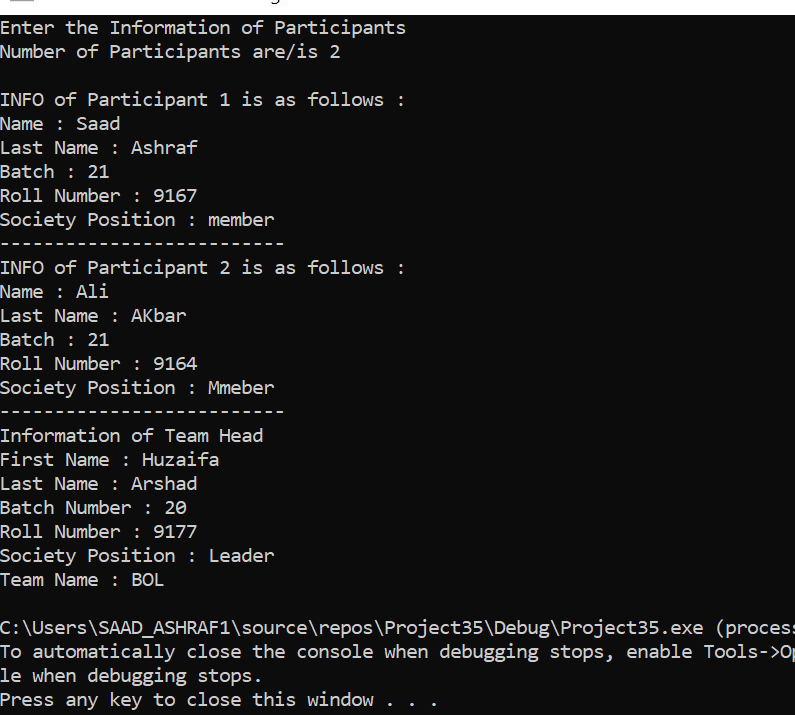 Enter the Information of Participants
Number of Participants are/is 2
INFO of Participant 1 is as follows :
Name : Saad
Last Name : Ashraf
Batch : 21
Roll Number : 9167
Society Position : member
--------------------------
INFO of Participant 2 is as follows :
Name : Ali
Last Name : AKbar
Batch : 21
Roll Number : 9164
Society Position : Mmeber
--------------------------
Information of Team Head
First Name : Huzaifa
Last Name : Arshad
Batch Number : 20
Roll Number : 9177
Society Position : Leader
Team Name : BOL
C:\Users\SAAD_ASHRAF1\source\repos\Project35\Debug\Project35.exe (process
To automatically close the console when debugging stops, enable Tools->Op
le when debugging stops.
Press any key to close this window . . .